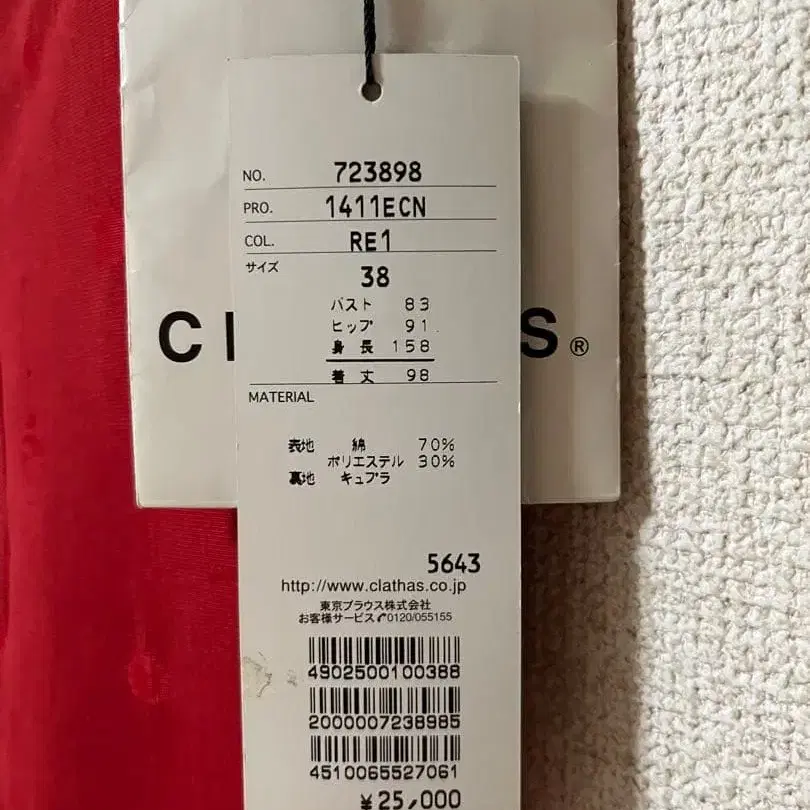 NO. 723898
PRO. 1411ECN
COL. RE1
サイズ 38
バスト 83
ヒップ 91
身長 158
着丈 98
C S®
MATERIAL
表地 綿 70%
ポリエステル 30%
裏地 キュプラ
5643
http://www.clathas.co.jp
東京ブラウス株式会社
お客様サービス✆0120/055155
4902500100388
2000007238985
4510065527061
¥25,000